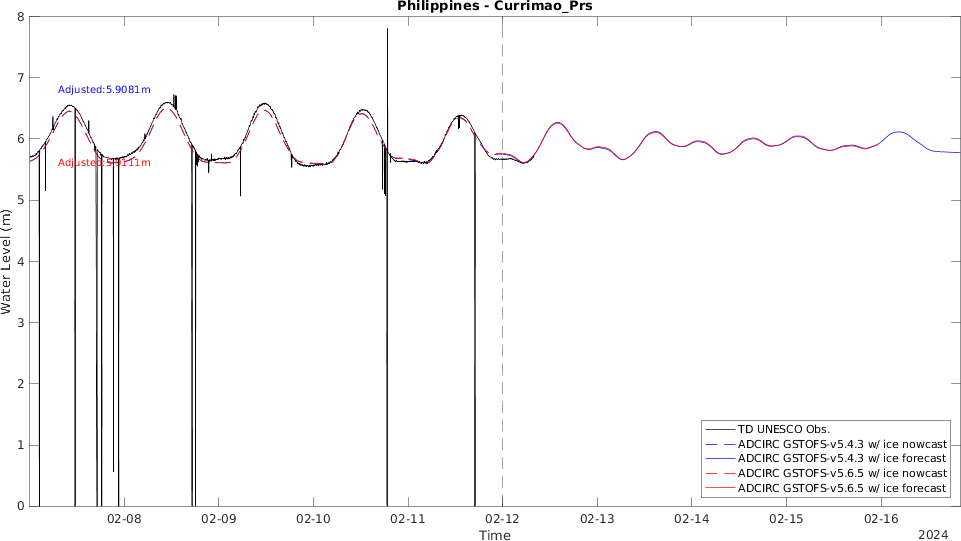 Philippines - Currimao_Prs
8
7
6
5
4
3
2
1
0
Water Level (m)
Adjusted:5.9081m
Adjusted:5.9111m
TD UNESCO Obs.
ADCIRC GSTOFS-v5.4.3 w/ ice nowcast
ADCIRC GSTOFS-v5.4.3 w/ ice forecast
ADCIRC GSTOFS-v5.6.5 w/ ice nowcast
ADCIRC GSTOFS-v5.6.5 w/ ice forecast
02-08 02-09 02-10 02-11 02-12 02-13 02-14 02-15 02-16
Time
2024